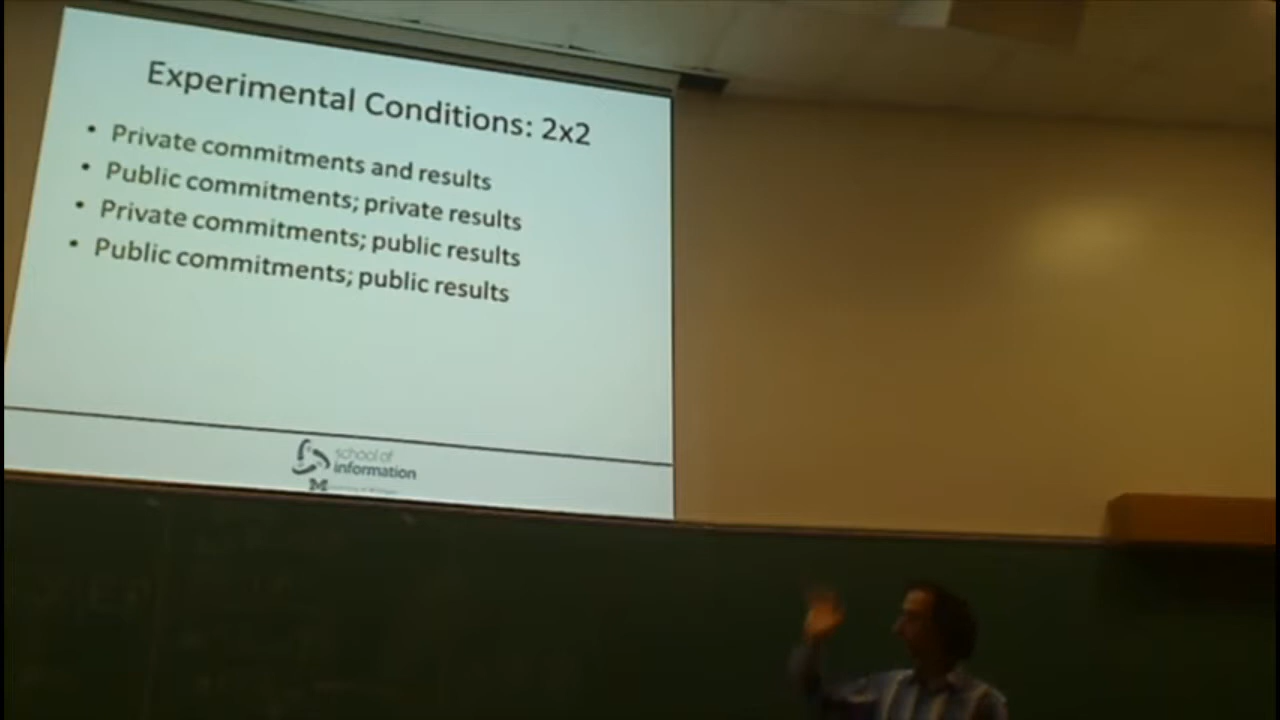 Experimental Conditions: 2x2
• Private commitments and results
• Public commitments; private results
• Private commitments; public results
• Public commitments; public results
school of
information
M